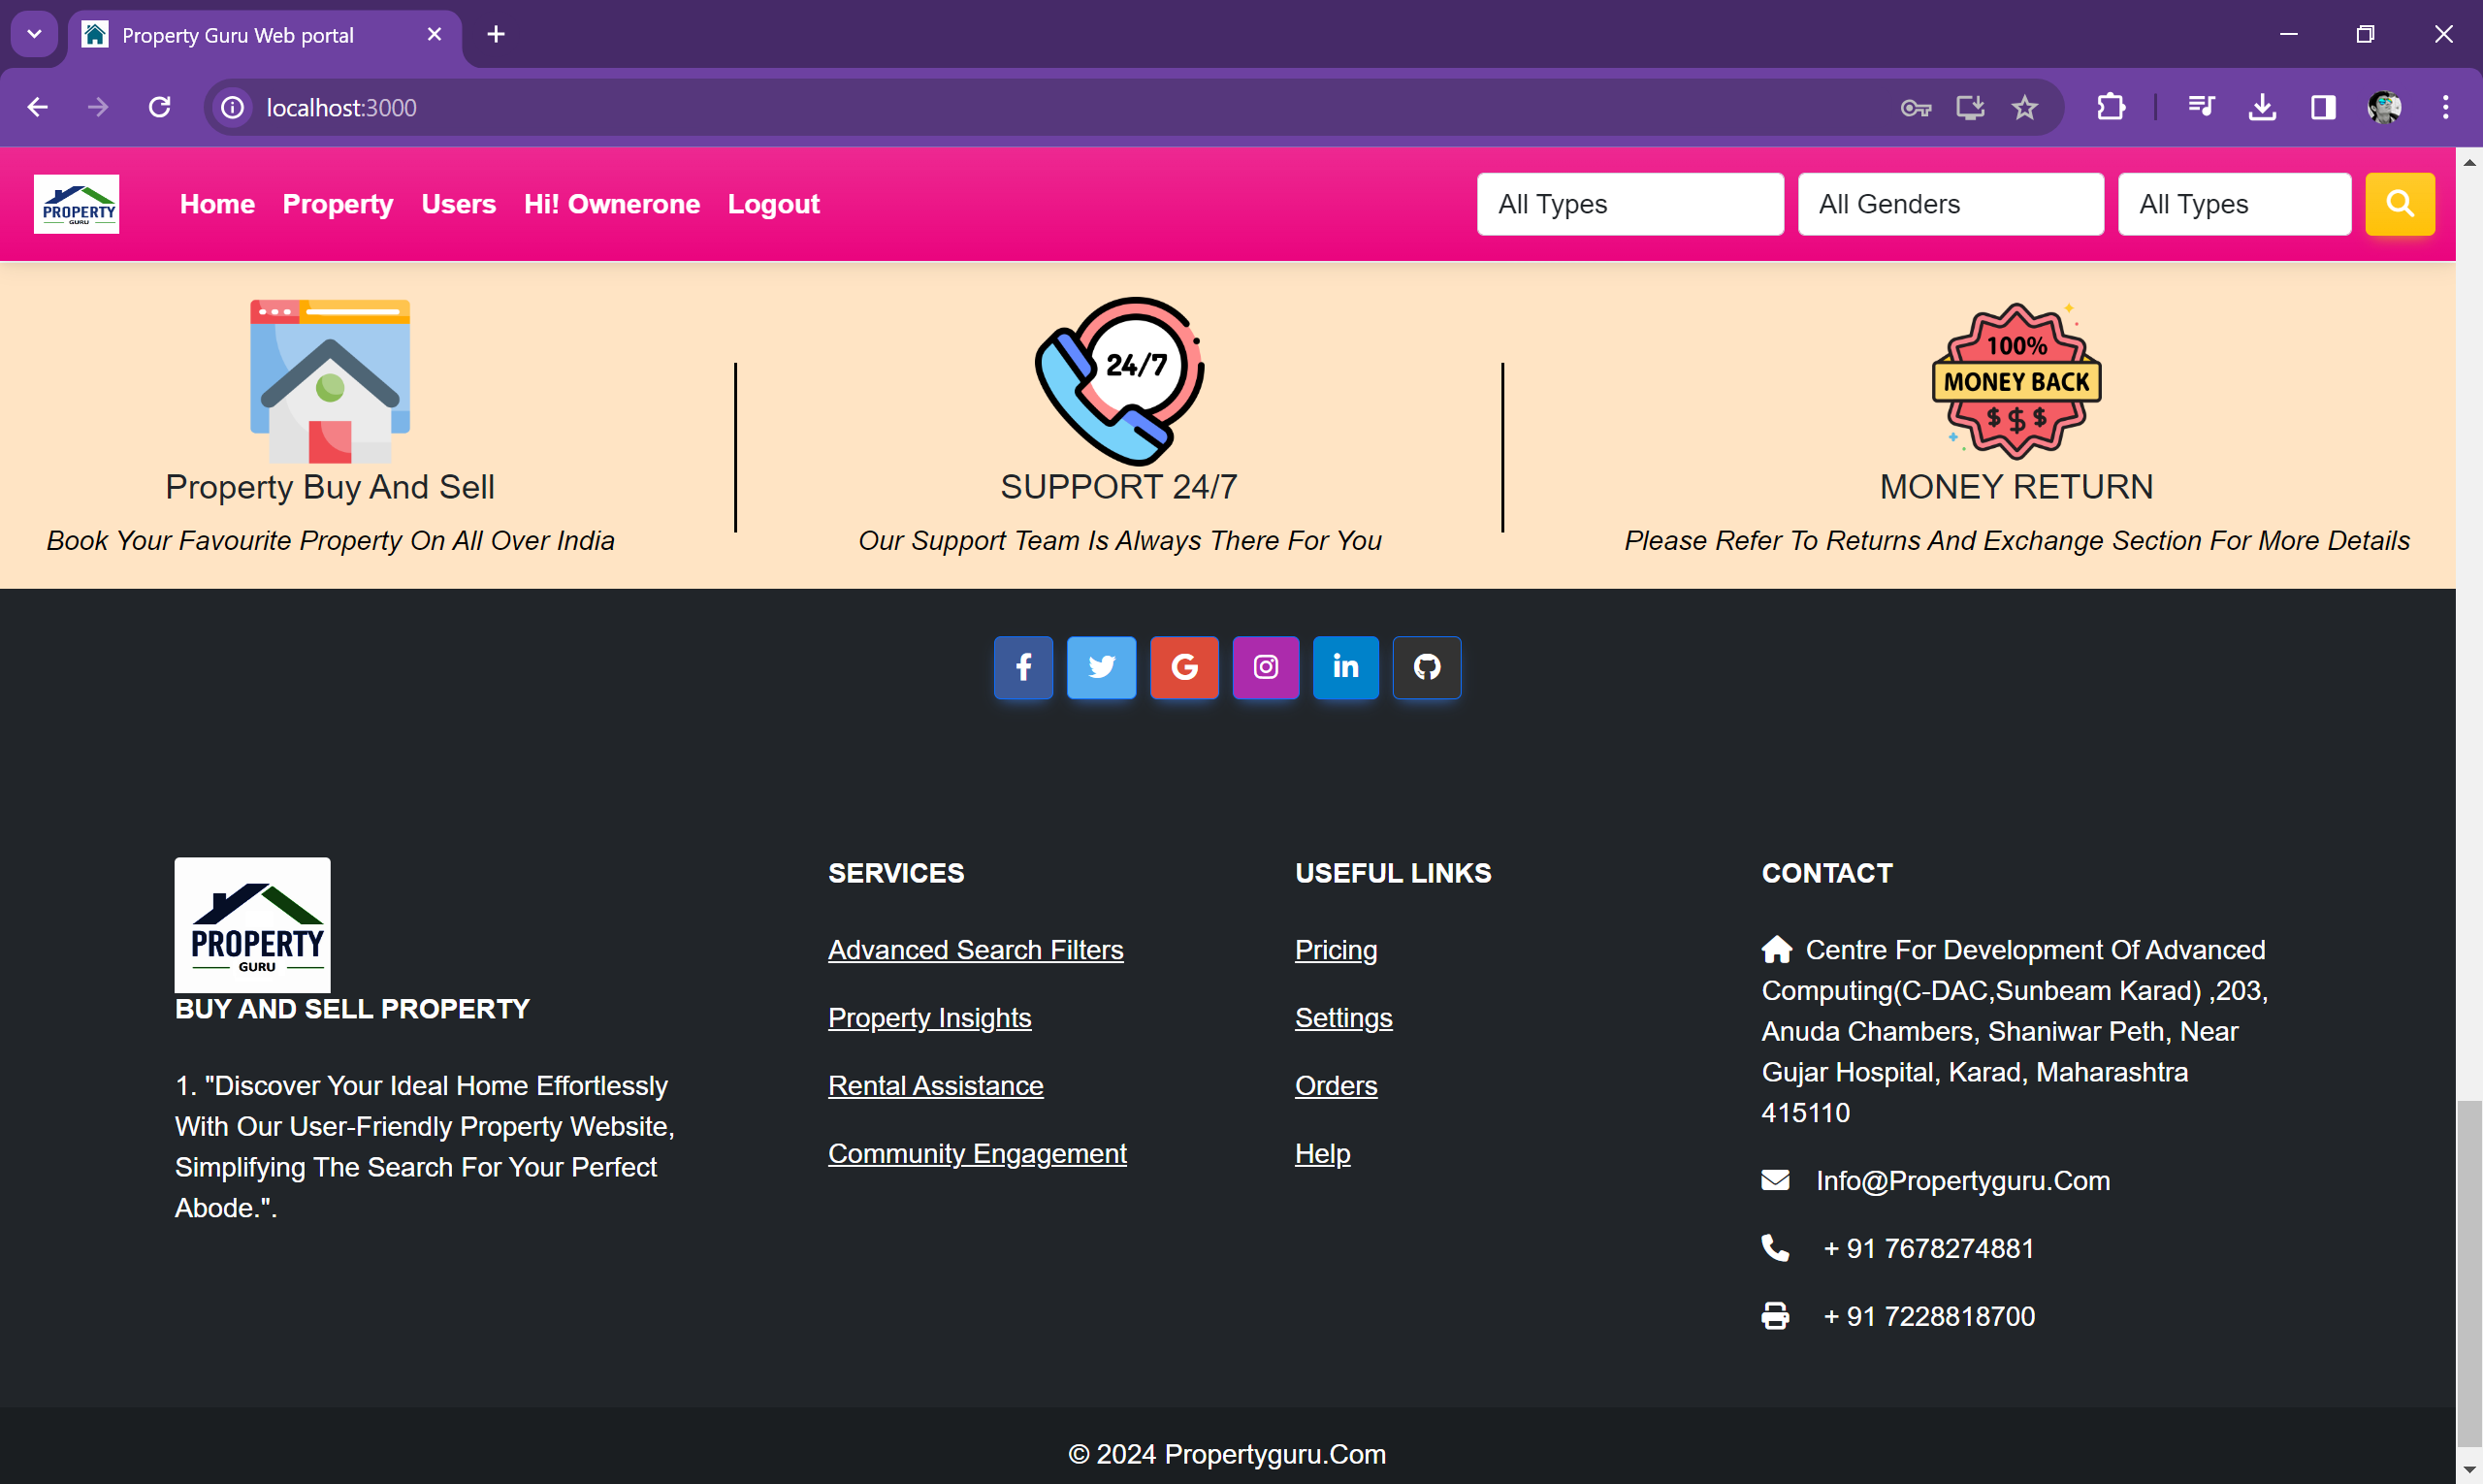 Property Guru Web portal
localhost:3000
PROPERTY
GURU
Home Property Users Hi! Ownerone Logout
All Types
All Genders
All Types
24/7
100%
MONEY BACK
$ $ $
Property Buy And Sell
SUPPORT 24/7
MONEY RETURN
Book Your Favourite Property On All Over India
Our Support Team Is Always There For You
Please Refer To Returns And Exchange Section For More Details
PROPERTY
GURU
BUY AND SELL PROPERTY
1. "Discover Your Ideal Home Effortlessly
With Our User-Friendly Property Website,
Simplifying The Search For Your Perfect
Abode.".
SERVICES
Advanced Search Filters
Property Insights
Rental Assistance
Community Engagement
USEFUL LINKS
Pricing
Settings
Orders
Help
CONTACT
Centre For Development Of Advanced
Computing(C-DAC,Sunbeam Karad) ,203,
Anuda Chambers, Shaniwar Peth, Near
Gujar Hospital, Karad, Maharashtra
415110
Info@Propertyguru.Com
+ 91 7678274881
+ 91 7228818700
© 2024 Propertyguru.Com